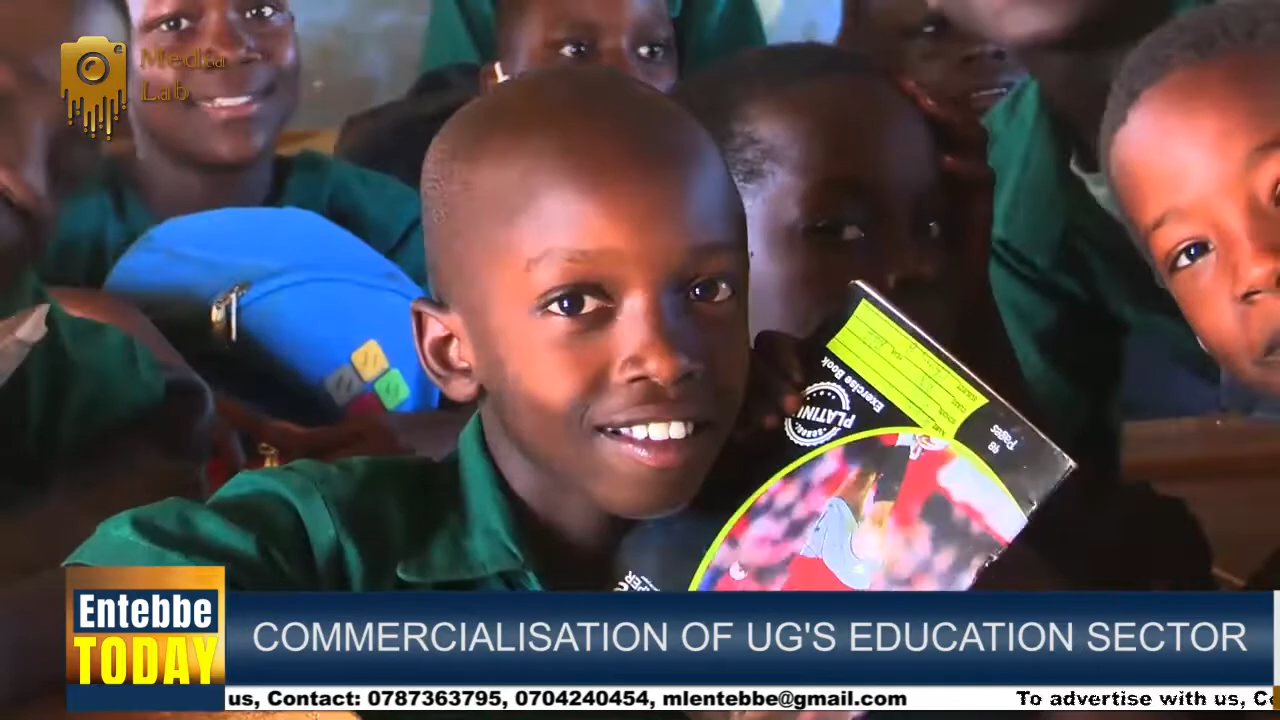 Media
Lab
Exercise Book
PLATINI
96
Pages
Entebbe
TODAY
COMMERCIALISATION OF UG'S EDUCATION SECTOR
us, Contact: 0787363795, 0704240454, mlentebbe@gmail.com
To advertise with us,